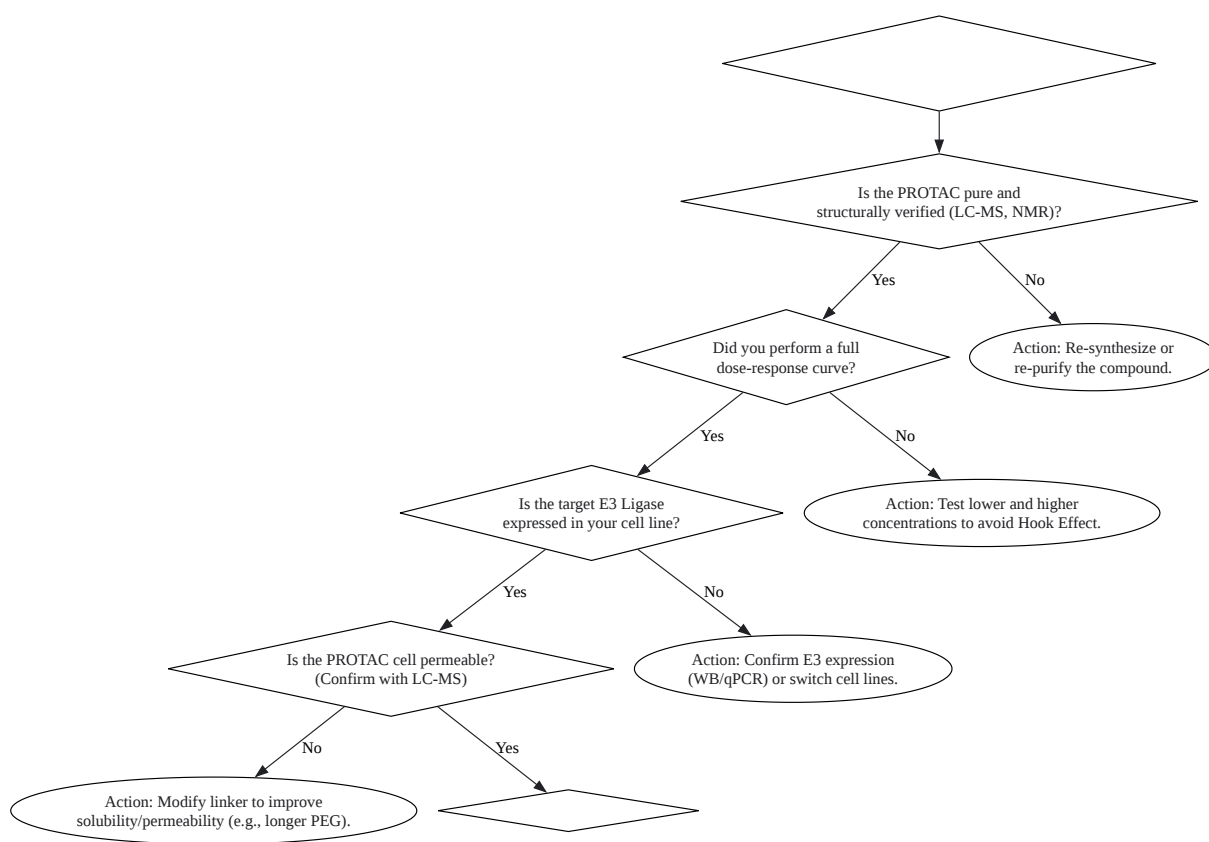 Is the PROTAC pure and
structurally verified (LC-MS, NMR)?
Yes
No
Did you perform a full
dose-response curve?
Action: Re-synthesize or
re-purify the compound.
Yes
No
Is the target E3 Ligase
expressed in your cell line?
Action: Test lower and higher
concentrations to avoid Hook Effect.
Yes
No
Is the PROTAC cell permeable?
(Confirm with LC-MS)
Action: Confirm E3 expression
(WB/qPCR) or switch cell lines.
No
Yes
Action: Modify linker to improve
solubility/permeability (e.g., longer PEG).